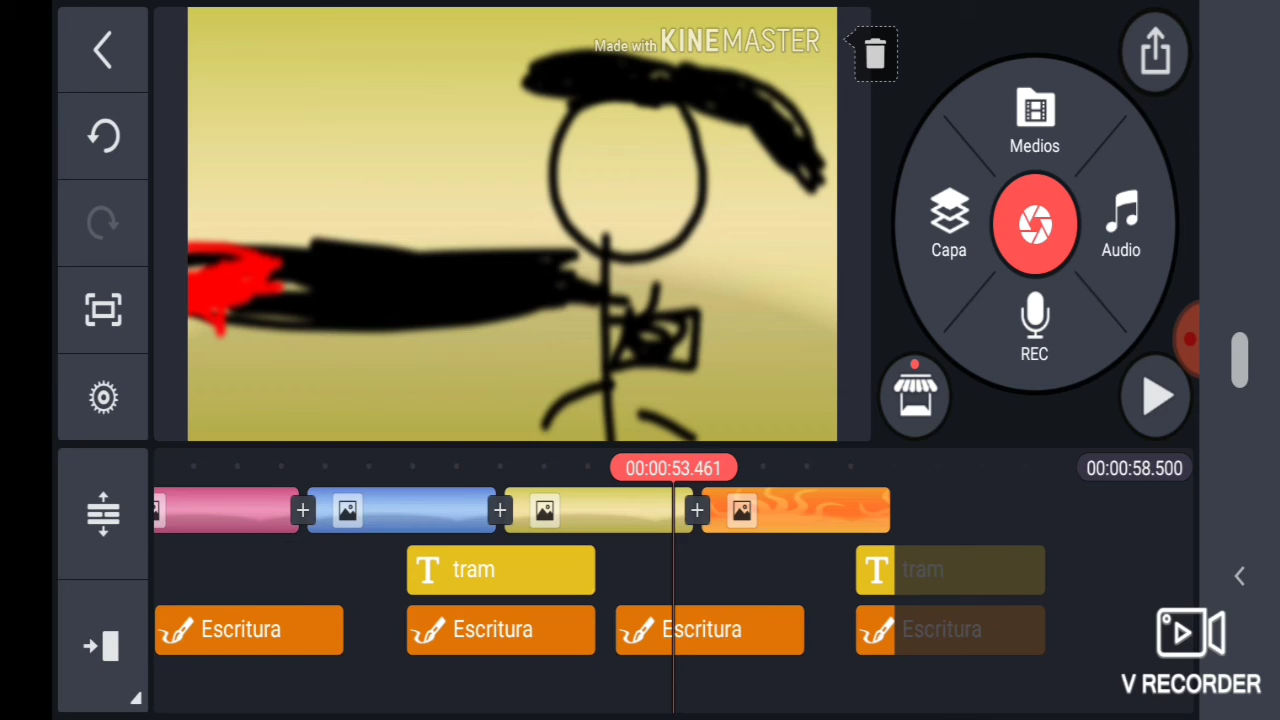 Made with KINEMASTER
Medios
Capa
Audio
REC
00:00:53.461
00:00:58.500
T tram
T tram
Escritura
Escritura
Escritura
Escritura
V RECORDER